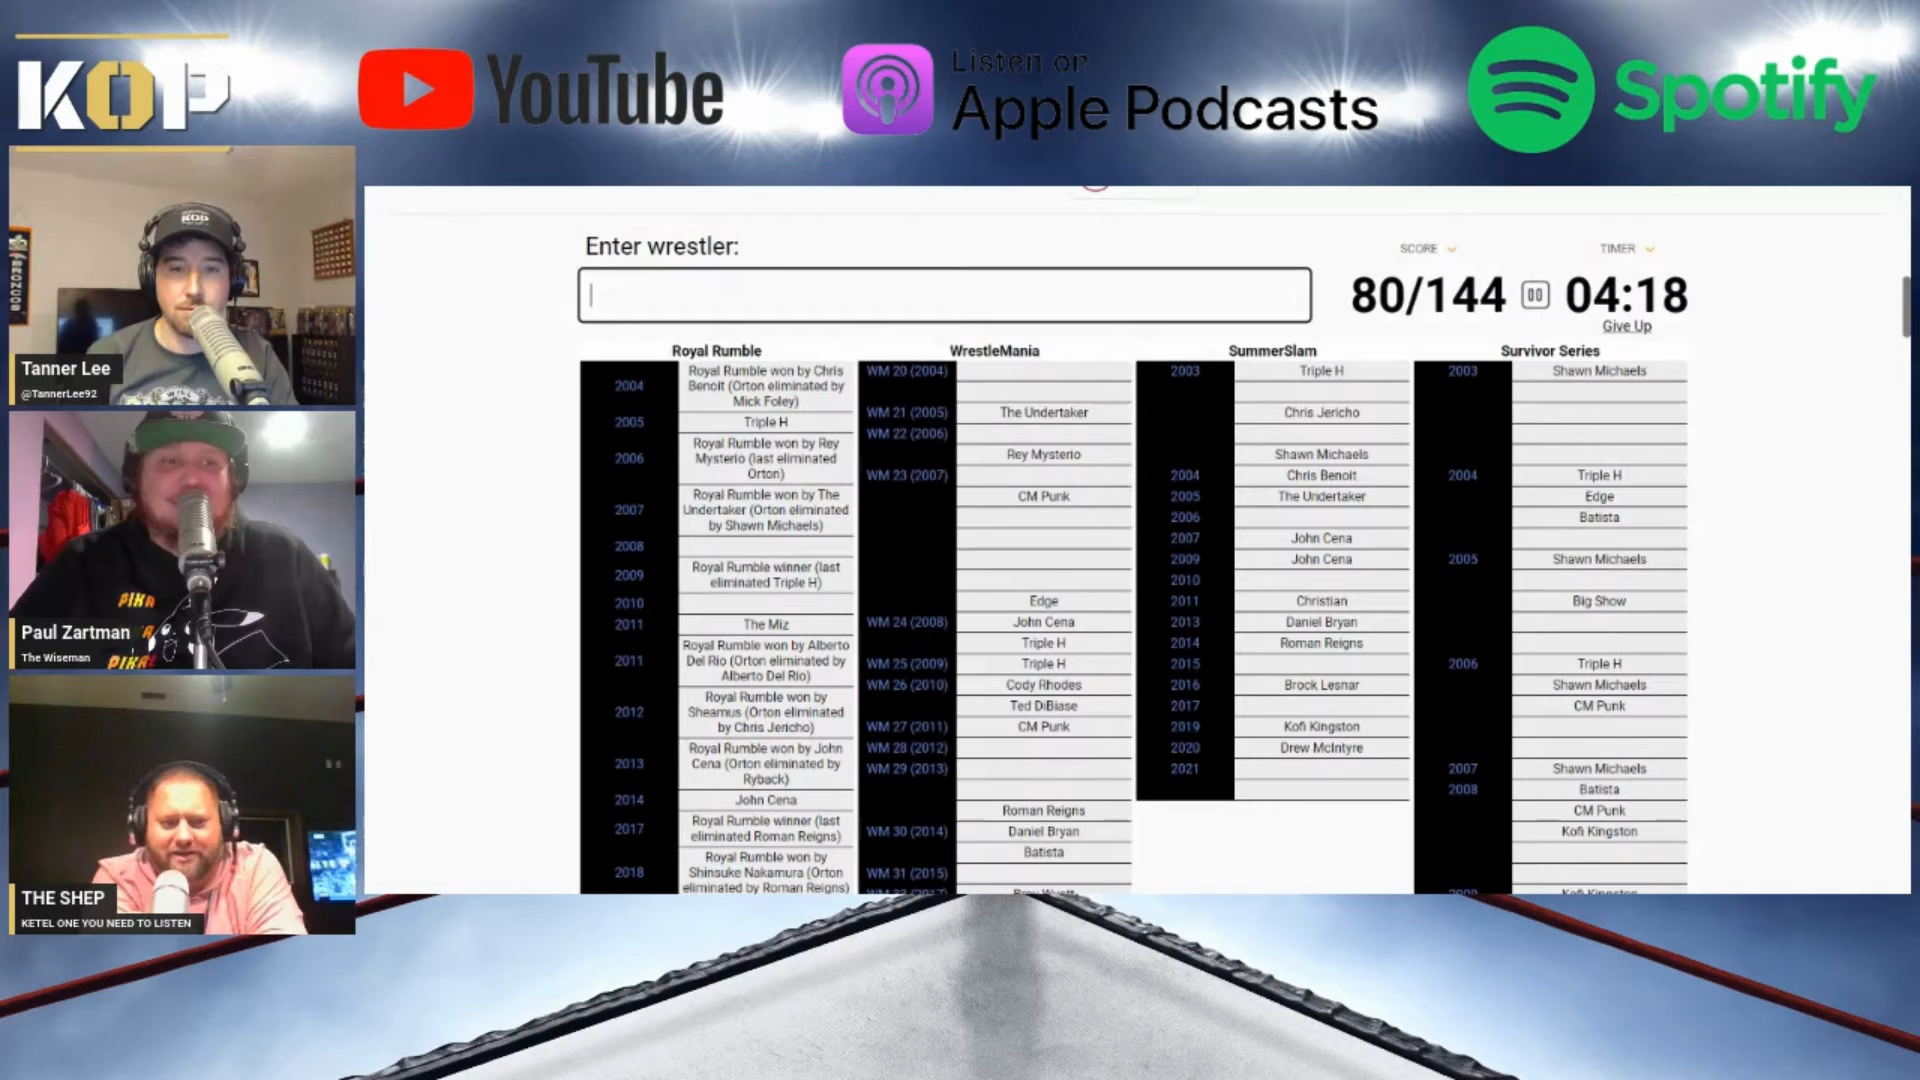 KOP
YouTube
Listen on
Apple Podcasts
Spotify
KOP
BRONCOS
Tanner Lee
@TannerLee92
PIKA
PIKA
Paul Zartman
The Wiseman
THE SHEP
KETEL ONE YOU NEED TO LISTEN
Enter wrestler:
SCORE
TIMER
80/144
04:18
Give Up
Royal Rumble
2004
Royal Rumble won by Chris
Benoit (Orton eliminated by
Mick Foley)
2005
Triple H
2006
Royal Rumble won by Rey
Mysterio (last eliminated
Orton)
2007
Royal Rumble won by The
Undertaker (Orton eliminated
by Shawn Michaels)
2008
2009
Royal Rumble winner (last
eliminated Triple H)
2010
2011
The Miz
2011
Royal Rumble won by Alberto
Del Rio (Orton eliminated by
Alberto Del Rio)
2012
Royal Rumble won by
Sheamus (Orton eliminated
by Chris Jericho)
2013
Royal Rumble won by John
Cena (Orton eliminated by
Ryback)
2014
John Cena
2017
Royal Rumble winner (last
eliminated Roman Reigns)
2018
Royal Rumble won by
Shinsuke Nakamura (Orton
eliminated by Roman Reigns)
WrestleMania
WM 20 (2004)
WM 21 (2005) The Undertaker
WM 22 (2006)
Rey Mysterio
WM 23 (2007)
CM Punk
Edge
WM 24 (2008) John Cena
Triple H
WM 25 (2009) Triple H
WM 26 (2010) Cody Rhodes
Ted DiBiase
WM 27 (2011) CM Punk
WM 28 (2012)
WM 29 (2013)
Roman Reigns
WM 30 (2014) Daniel Bryan
Batista
WM 31 (2015)
Bray Wyatt
SummerSlam
2003 Triple H
Chris Jericho
Shawn Michaels
2004 Chris Benoit
2005 The Undertaker
2006
2007 John Cena
2009 John Cena
2010
2011 Christian
2013 Daniel Bryan
2014 Roman Reigns
2015
2016 Brock Lesnar
2017
2019 Kofi Kingston
2020 Drew McIntyre
2021
Survivor Series
2003 Shawn Michaels
2004 Triple H
Edge
Batista
2005 Shawn Michaels
Big Show
2006 Triple H
Shawn Michaels
CM Punk
2007 Shawn Michaels
2008 Batista
CM Punk
Kofi Kingston
Kofi Kingston